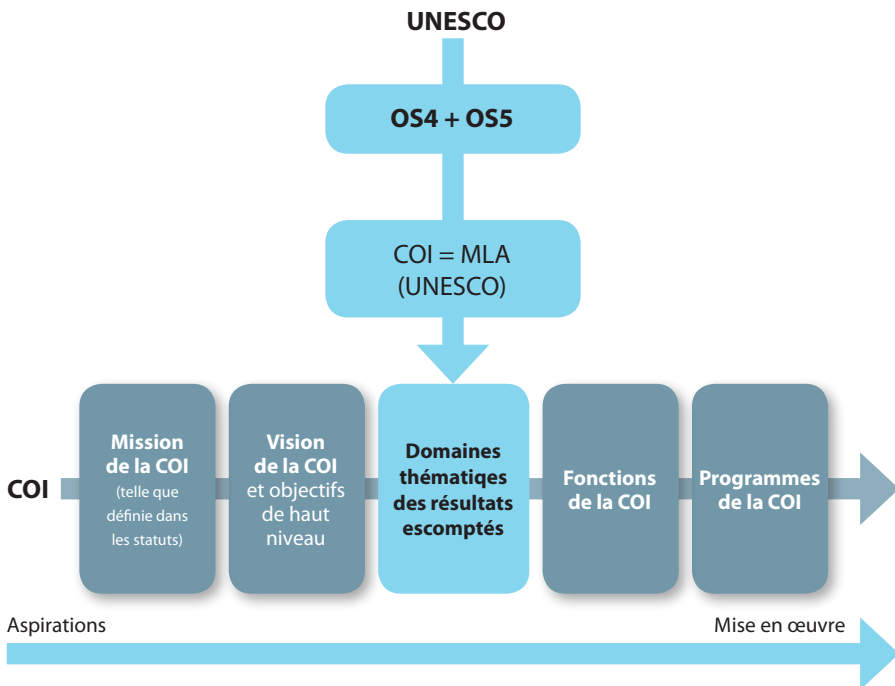 UNESCO
OS4 + OS5
COI = MLA
(UNESCO)
COI
Mission
de la COI
(telle que
définie dans
les statuts)
Vision
de la COI
et objectifs
de haut
niveau
Domaines
thématiques
des résultats
escomptés
Fonctions
de la COI
Programmes
de la COI
Aspirations
Mise en œuvre